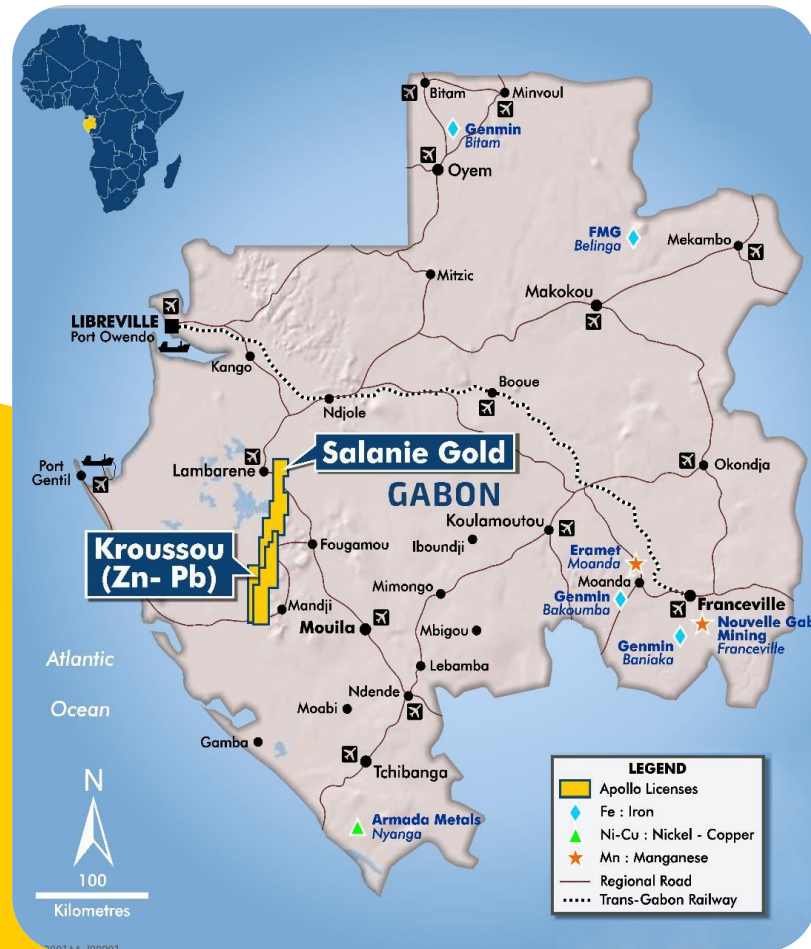 Bitam
Minvoul
Genmin
Bitam
Oyem
FMG
Belinga
Mekambo
Mitzic
Makokou
LIBREVILLE
Port Owendo
Kango
Booue
Ndjole
Salanie Gold
Port
Gentil
Lambarene
Okondja
GABON
Koulamoutou
Kroussou
(Zn- Pb)
Fougamou
Iboundji
Eramet
Moanda
Moanda
Genmin
Bakoumba
Mimongo
Franceville
Mandji
Mouila
Mbigou
Nouvelle Gab
Mining
Franceville
Genmin
Baniaka
Atlantic
Ocean
Lebamba
Ndende
Moabi
Gamba
Tchibanga
N
Armada Metals
Nyanga
100
Kilometres
LEGEND
Apollo Licenses
Fe : Iron
Ni-Cu : Nickel - Copper
Mn : Manganese
Regional Road
Trans-Gabon Railway